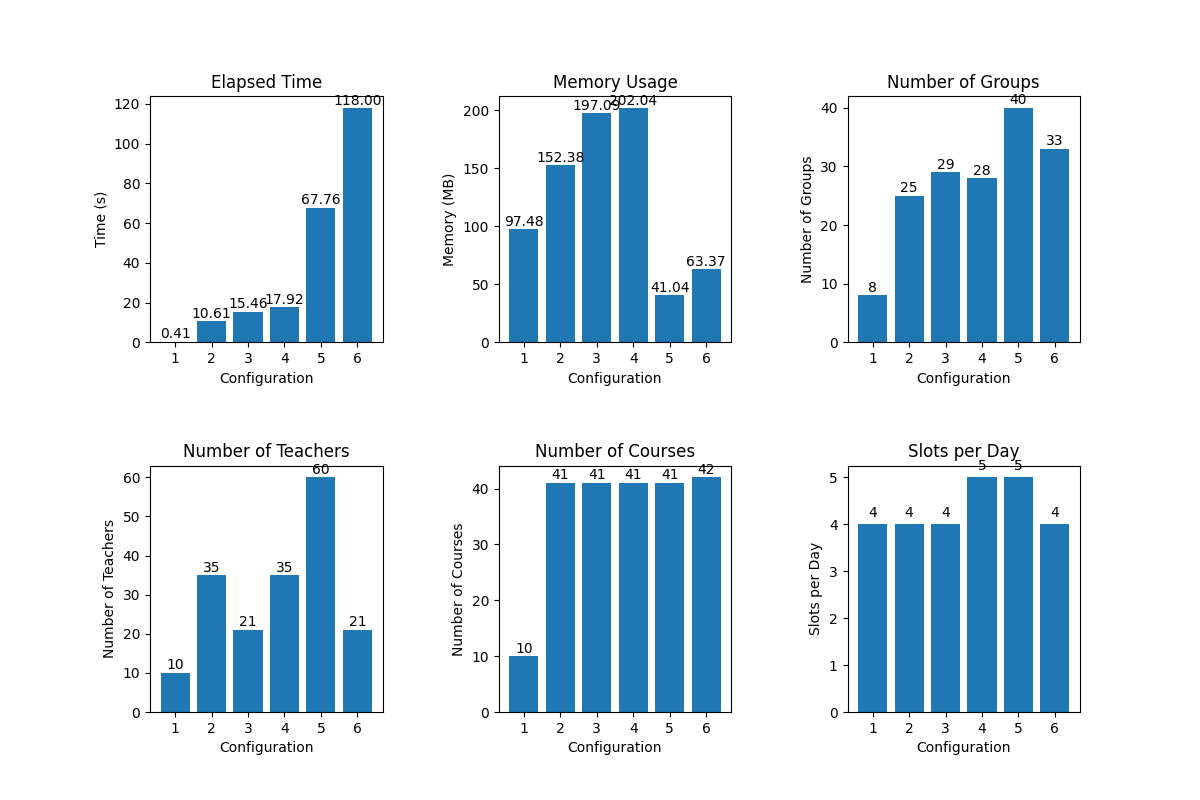 Elapsed Time
Time (s)
120
100
80
60
40
20
0
0.41
10.61
15.46
17.92
67.76
118.00
1 2 3 4 5 6
Configuration
Memory Usage
Memory (MB)
200
150
100
50
0
97.48
152.38
197.09
202.04
41.04
63.37
1 2 3 4 5 6
Configuration
Number of Groups
Number of Groups
40
30
20
10
0
8
25
29
28
40
33
1 2 3 4 5 6
Configuration
Number of Teachers
Number of Teachers
60
50
40
30
20
10
0
10
35
21
35
60
21
1 2 3 4 5 6
Configuration
Number of Courses
Number of Courses
40
30
20
10
0
10
41
41
41
41
42
1 2 3 4 5 6
Configuration
Slots per Day
Slots per Day
5
4
3
2
1
0
4
4
4
5
5
4
1 2 3 4 5 6
Configuration